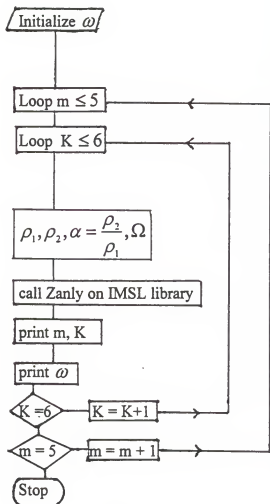 Initialize ω
Loop m ≤ 5
Loop K ≤ 6
ρ₁, ρ₂, α = ρ₂/ρ₁, Ω
call Zanly on IMSL library
print m, K
print ω
K =6 K = K+1
m = 5 m = m + 1
Stop